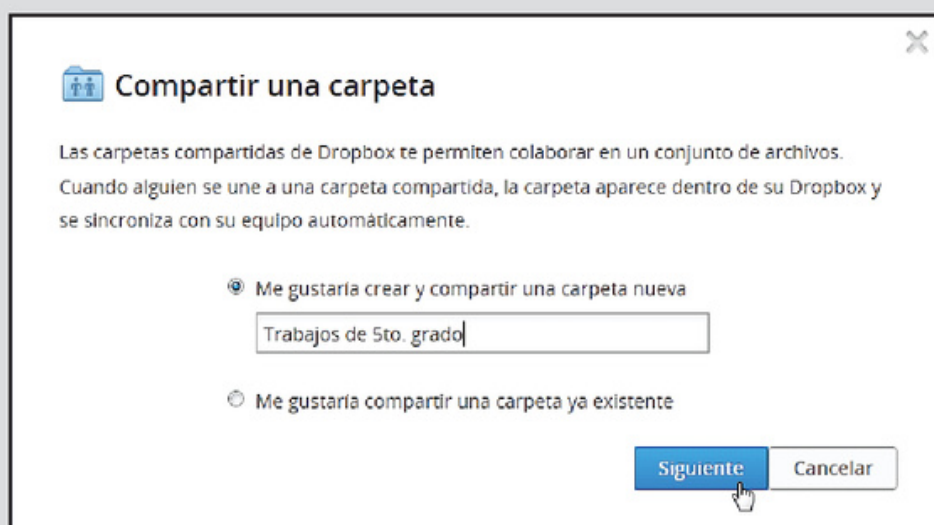 Compartir una carpeta
Las carpetas compartidas de Dropbox te permiten colaborar en un conjunto de archivos.
Cuando alguien se une a una carpeta compartida, la carpeta aparece dentro de su Dropbox y
se sincroniza con su equipo automáticamente.
Me gustaría crear y compartir una carpeta nueva
Trabajos de 5to. grado
Me gustaría compartir una carpeta ya existente
Siguiente Cancelar